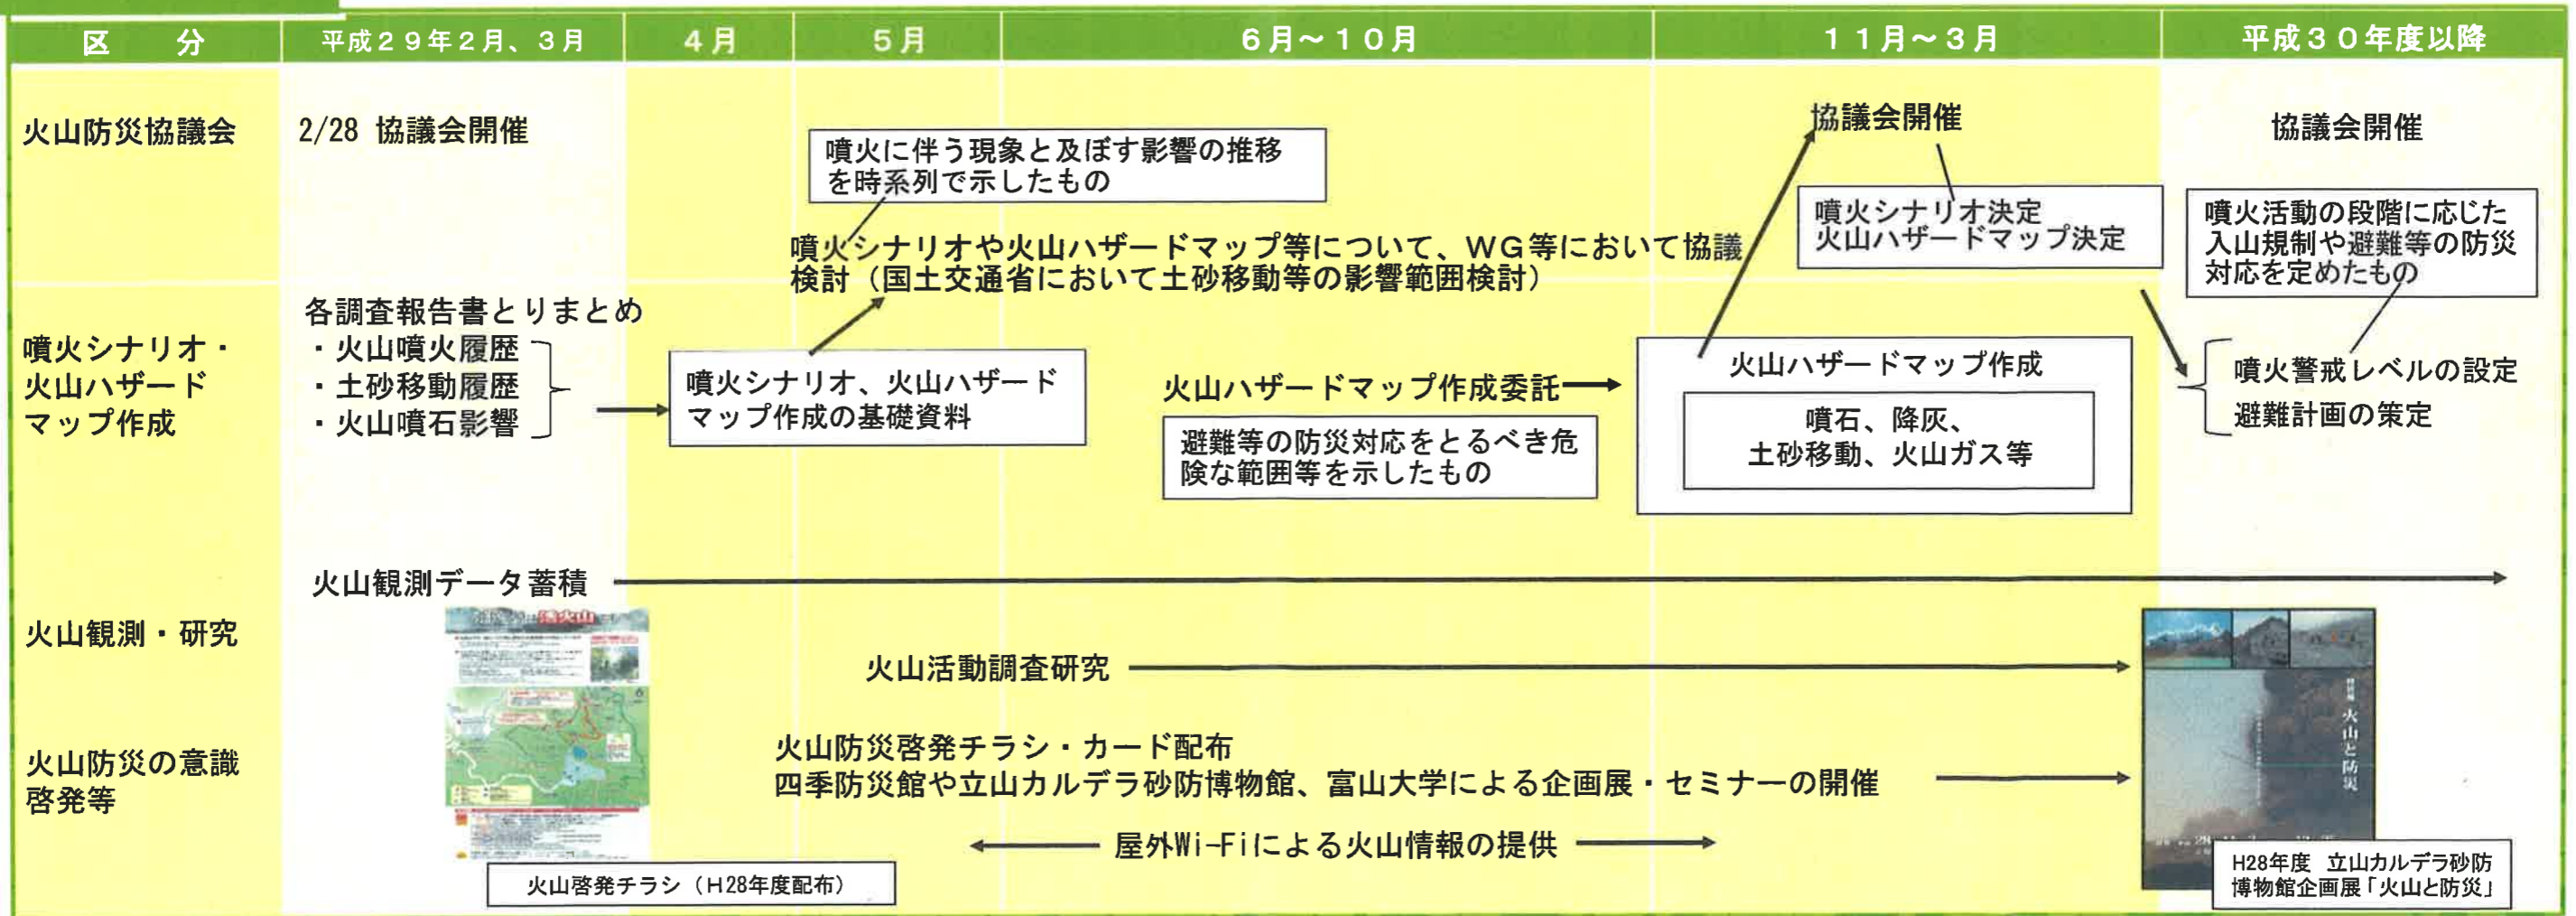 区　分
平成２９年２月、３月
４月
５月
６月～１０月
１１月～３月
平成３０年度以降
火山防災協議会
2/28 協議会開催
噴火に伴う現象と及ぼす影響の推移
を時系列で示したもの
噴火シナリオや火山ハザードマップ等について、ＷＧ等において協議
検討（国土交通省において土砂移動等の影響範囲検討）
協議会開催
噴火シナリオ決定
火山ハザードマップ決定
協議会開催
噴火活動の段階に応じた
入山規制や避難等の防災
対応を定めたもの
噴火シナリオ・
火山ハザード
マップ作成
各調査報告書とりまとめ
・火山噴火履歴
・土砂移動履歴
・火山噴石影響
噴火シナリオ、火山ハザード
マップ作成の基礎資料
火山ハザードマップ作成委託
避難等の防災対応をとるべき危
険な範囲等を示したもの
火山ハザードマップ作成
噴石、降灰、
土砂移動、火山ガス等
噴火警戒レベルの設定
避難計画の策定
火山観測・研究
火山観測データ蓄積
活火山
火山活動調査研究
火山防災の意識
啓発等
火山防災啓発チラシ・カード配布
四季防災館や立山カルデラ砂防博物館、富山大学による企画展・セミナーの開催
屋外Wi-Fiによる火山情報の提供
火山啓発チラシ（H28年度配布）
火山と防災
H28年度　立山カルデラ砂防
博物館企画展「火山と防災」